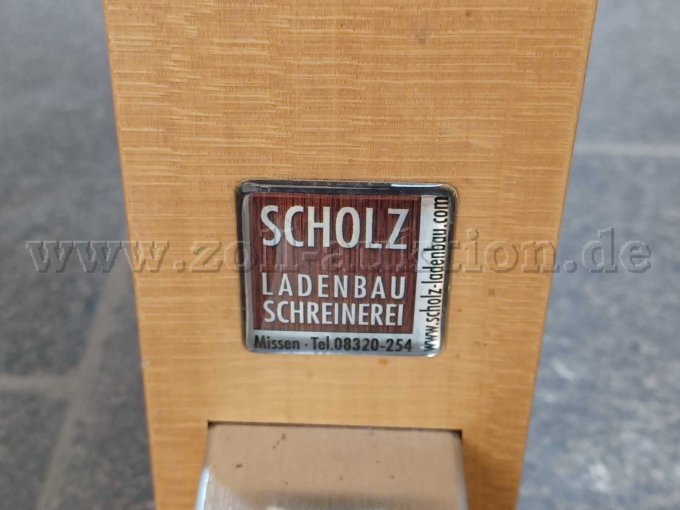 SCHOLZ
LADENBAU
SCHREINEREI
Missen - Tel.08320-254
www.scholz-ladenbau.com
www.zoll-auktion.de